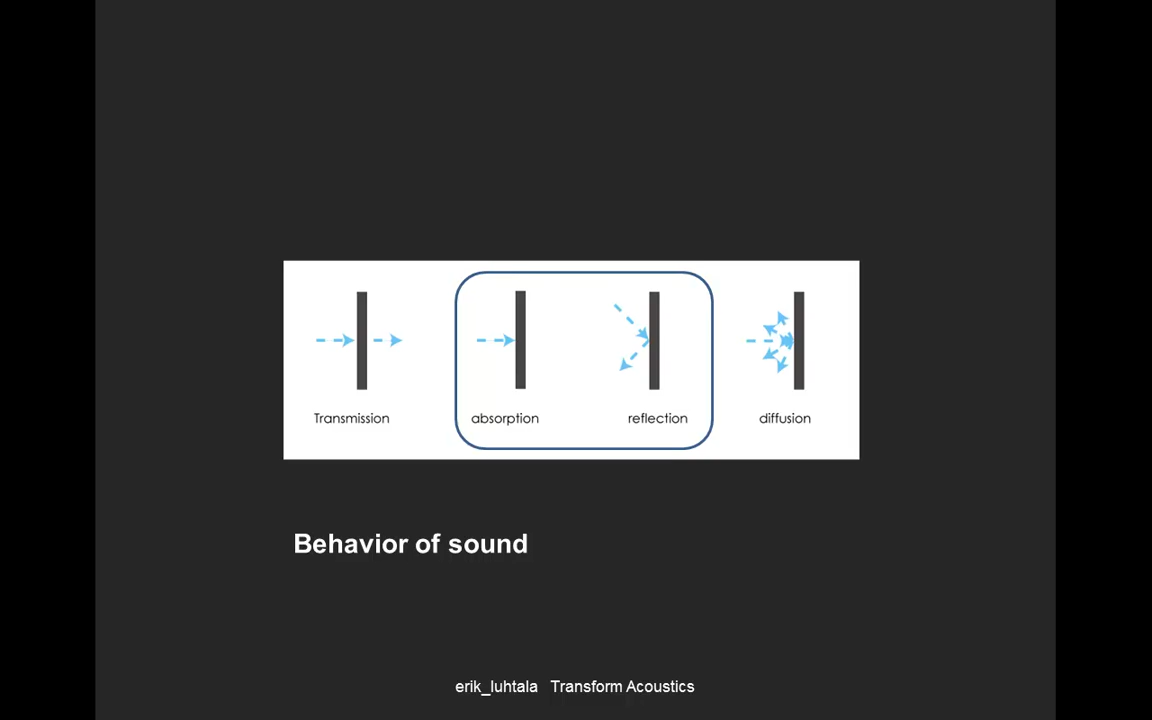 Transmission absorption reflection diffusion
Behavior of sound
erik_luhtala Transform Acoustics